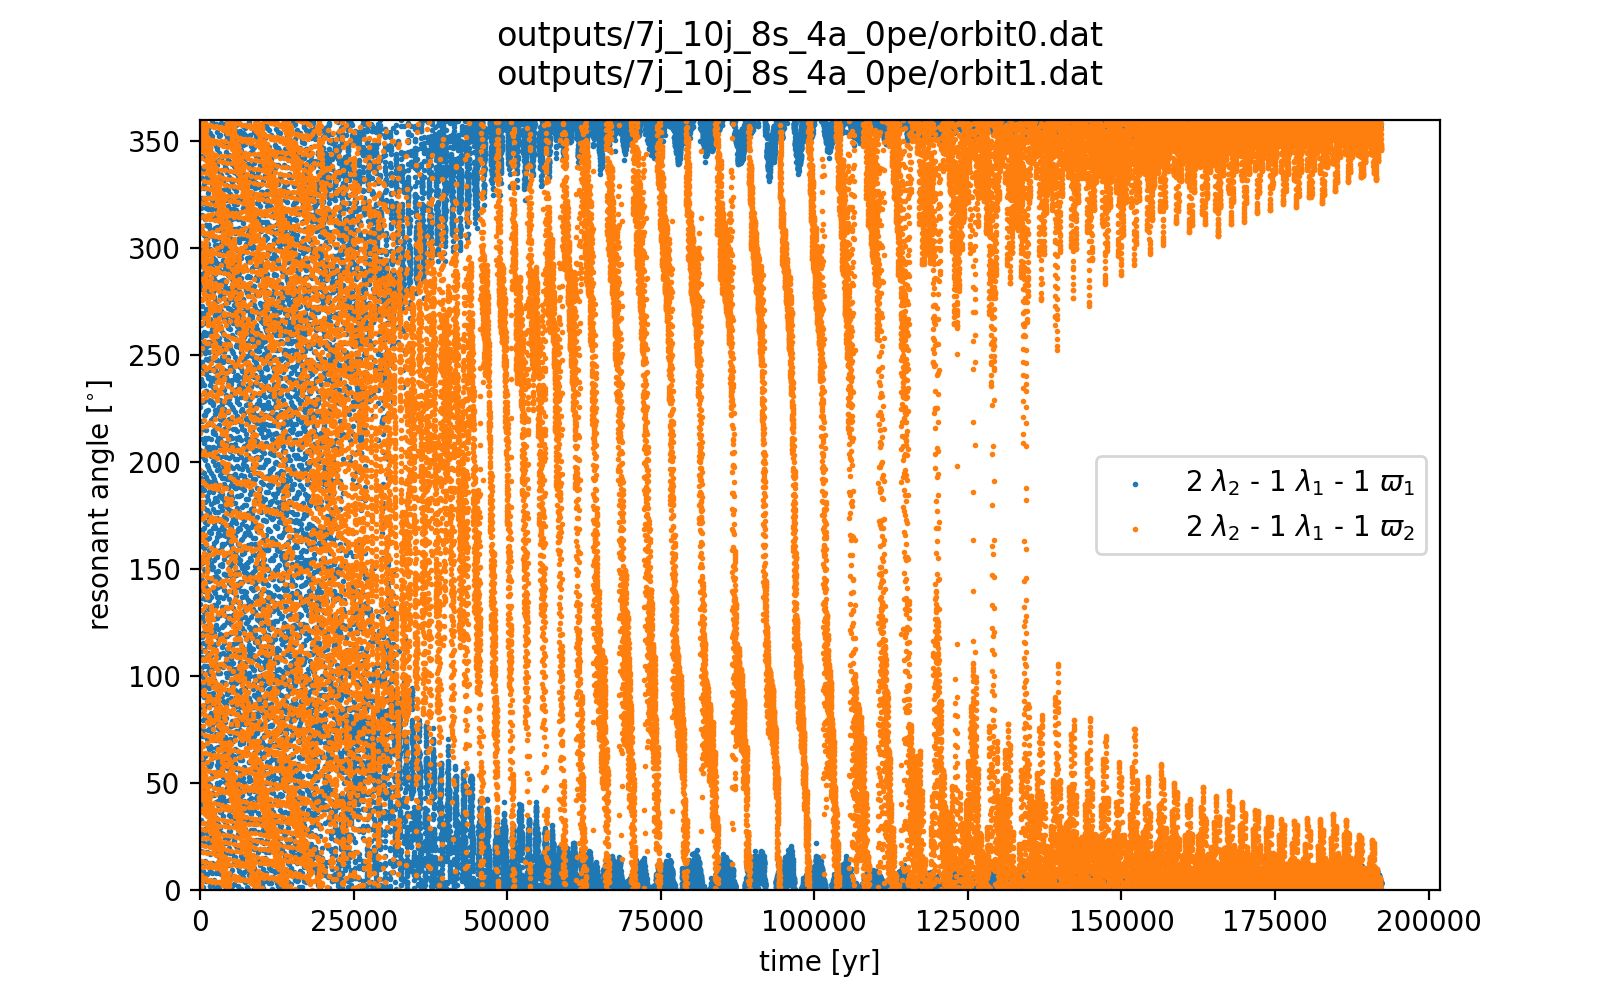 outputs/7j_10j_8s_4a_0pe/orbit0.dat
outputs/7j_10j_8s_4a_0pe/orbit1.dat
350
300
250
200
150
100
50
0
resonant angle [°]
2 λ₂ - 1 λ₁ - 1 ϖ₁
2 λ₂ - 1 λ₁ - 1 ϖ₂
0 25000 50000 75000 100000 125000 150000 175000 200000
time [yr]